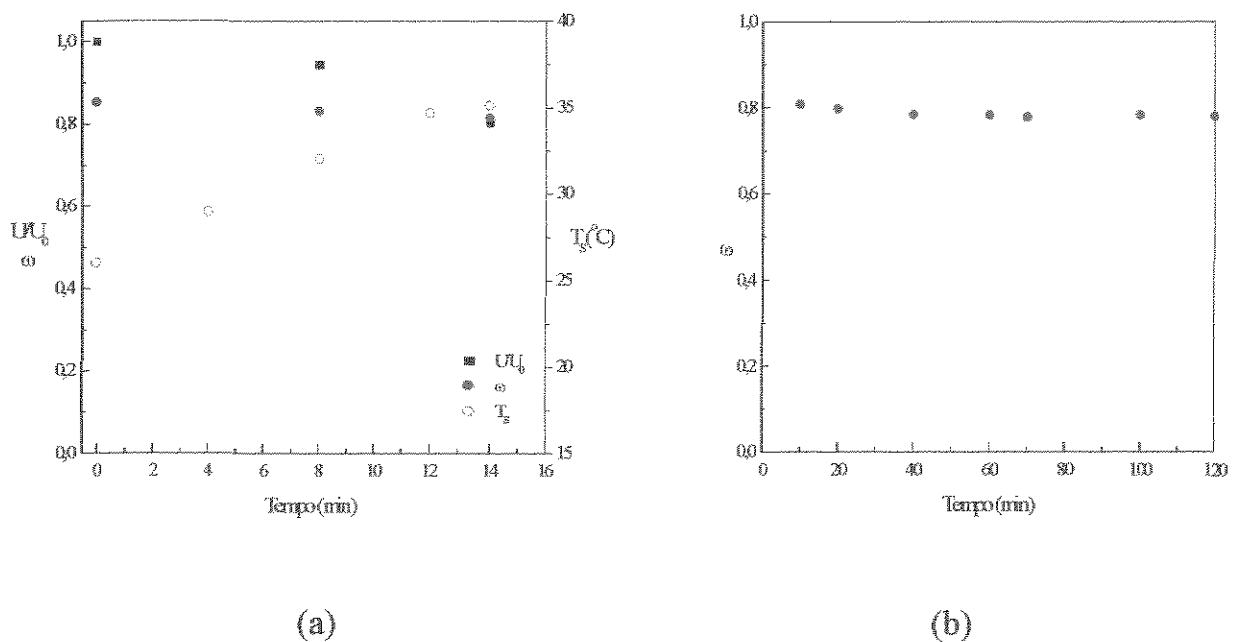 1,0
0,8
0,6
0,4
0,2
0,0
U/U₀
ω
40
35
30
25
20
15
Tₛ(°C)
U/U₀
ω
Tₛ
0 2 4 6 8 10 12 14 16
Tempo (min)
(a)
1,0
0,8
0,6
0,4
0,2
0,0
ω
0 20 40 60 80 100 120
Tempo (min)
(b)